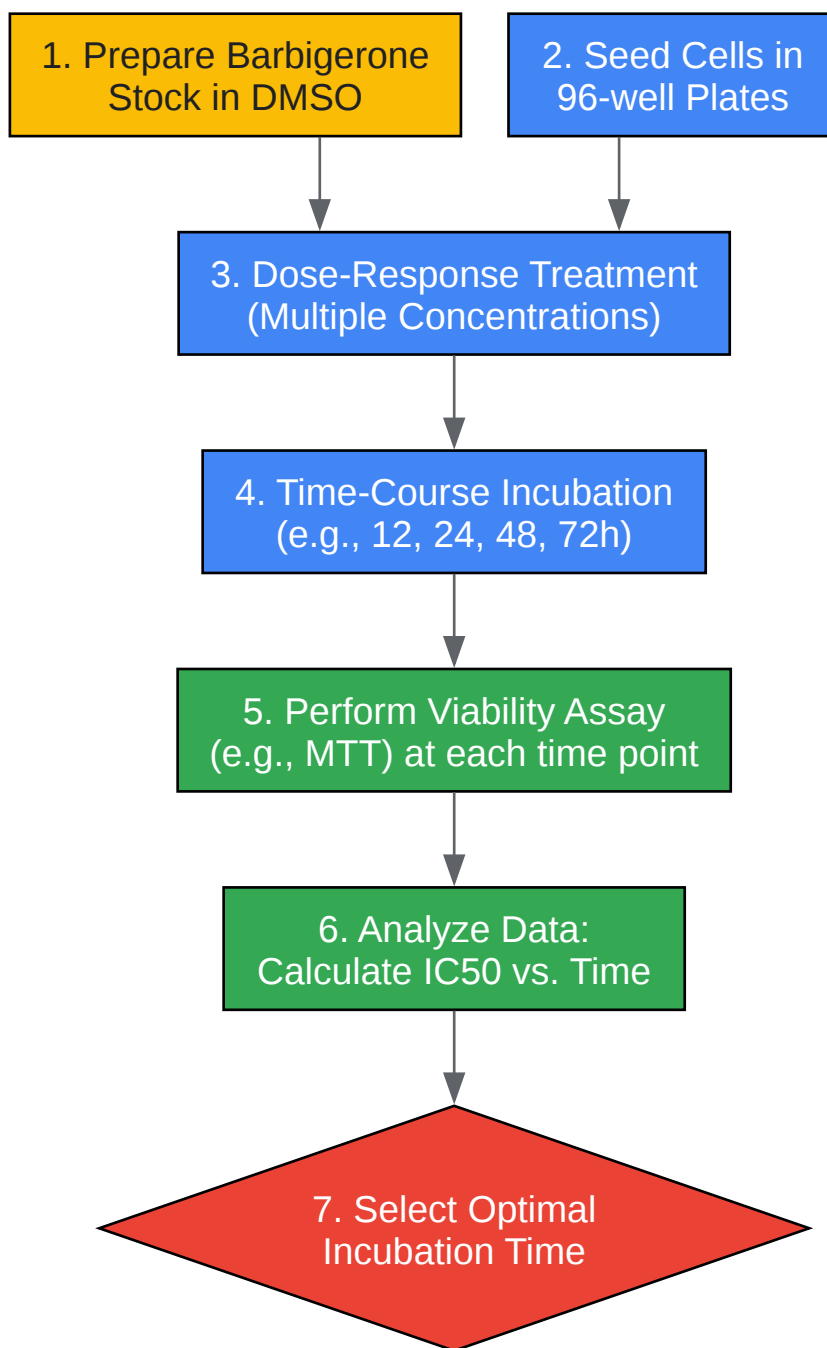 1. Prepare Barbigerone
Stock in DMSO
2. Seed Cells in
96-well Plates
3. Dose-Response Treatment
(Multiple Concentrations)
4. Time-Course Incubation
(e.g., 12, 24, 48, 72h)
5. Perform Viability Assay
(e.g., MTT) at each time point
6. Analyze Data:
Calculate IC50 vs. Time
7. Select Optimal
Incubation Time